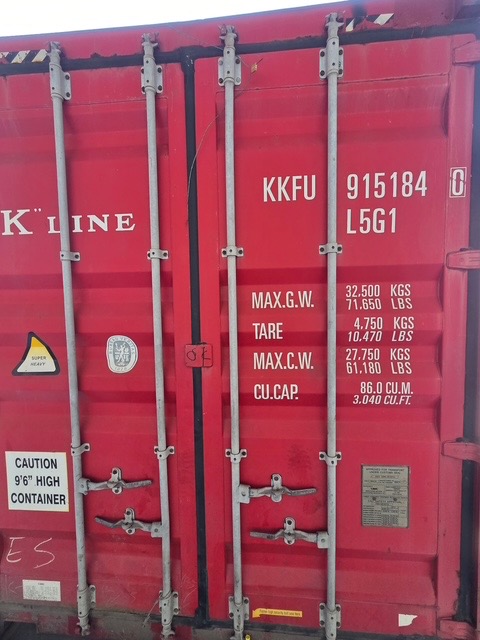 "K" LINE
KKFU 915184 0
L5G1
MAX.G.W. 32.500 KGS
71.650 LBS
TARE 4.750 KGS
10.470 LBS
MAX.C.W. 27.750 KGS
61.180 LBS
CU.CAP. 86.0 CU.M.
3.040 CU.FT.
SUPER
HEAVY
CAUTION
9'6" HIGH
CONTAINER
ES